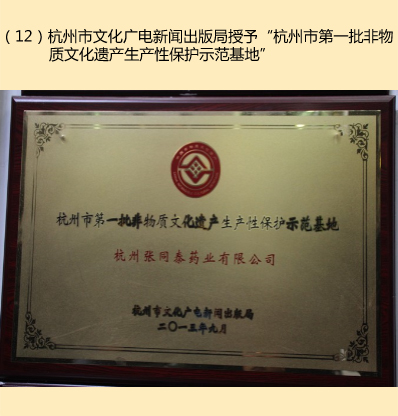 （12）杭州市文化广电新闻出版局授予“杭州市第一批非物
质文化遗产生产性保护示范基地”
杭州市第一批非物质文化遗产生产性保护示范基地
杭州张同泰药业有限公司
杭州市文化广电新闻出版局
二〇一三年九月